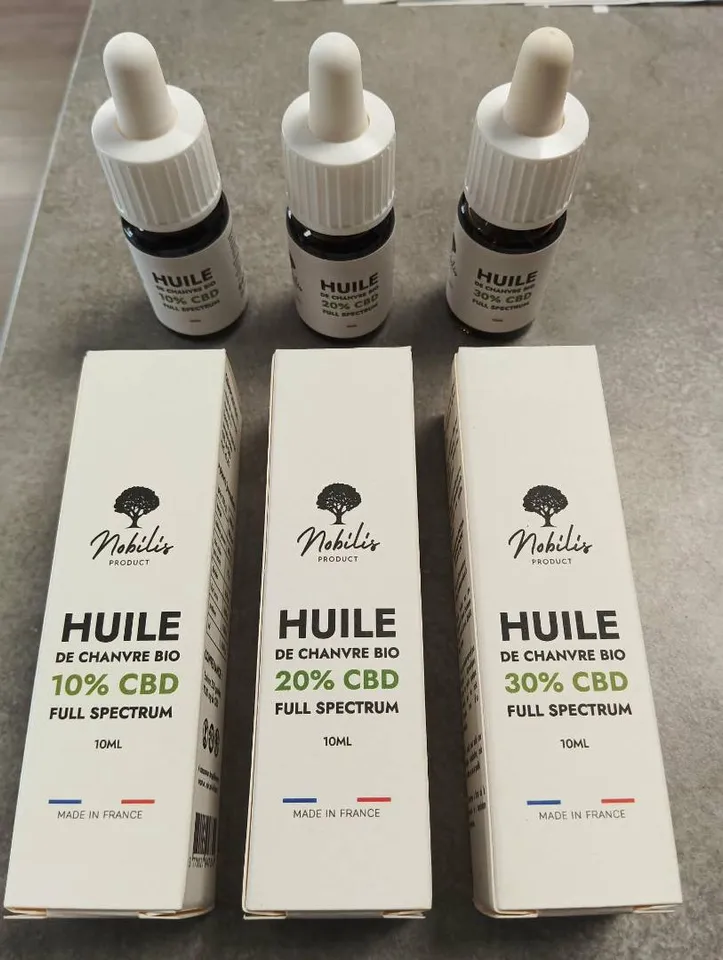 HUILE
DE CHANVRE BIO
10% CBD
FULL SPECTRUM
10ML
HUILE
DE CHANVRE BIO
20% CBD
FULL SPECTRUM
10ML
HUILE
DE CHANVRE BIO
30% CBD
FULL SPECTRUM
10ML
Nobilis
PRODUCT
HUILE
DE CHANVRE BIO
10% CBD
FULL SPECTRUM
10ML
MADE IN FRANCE
Nobilis
PRODUCT
HUILE
DE CHANVRE BIO
20% CBD
FULL SPECTRUM
10ML
MADE IN FRANCE
Nobilis
PRODUCT
HUILE
DE CHANVRE BIO
30% CBD
FULL SPECTRUM
10ML
MADE IN FRANCE